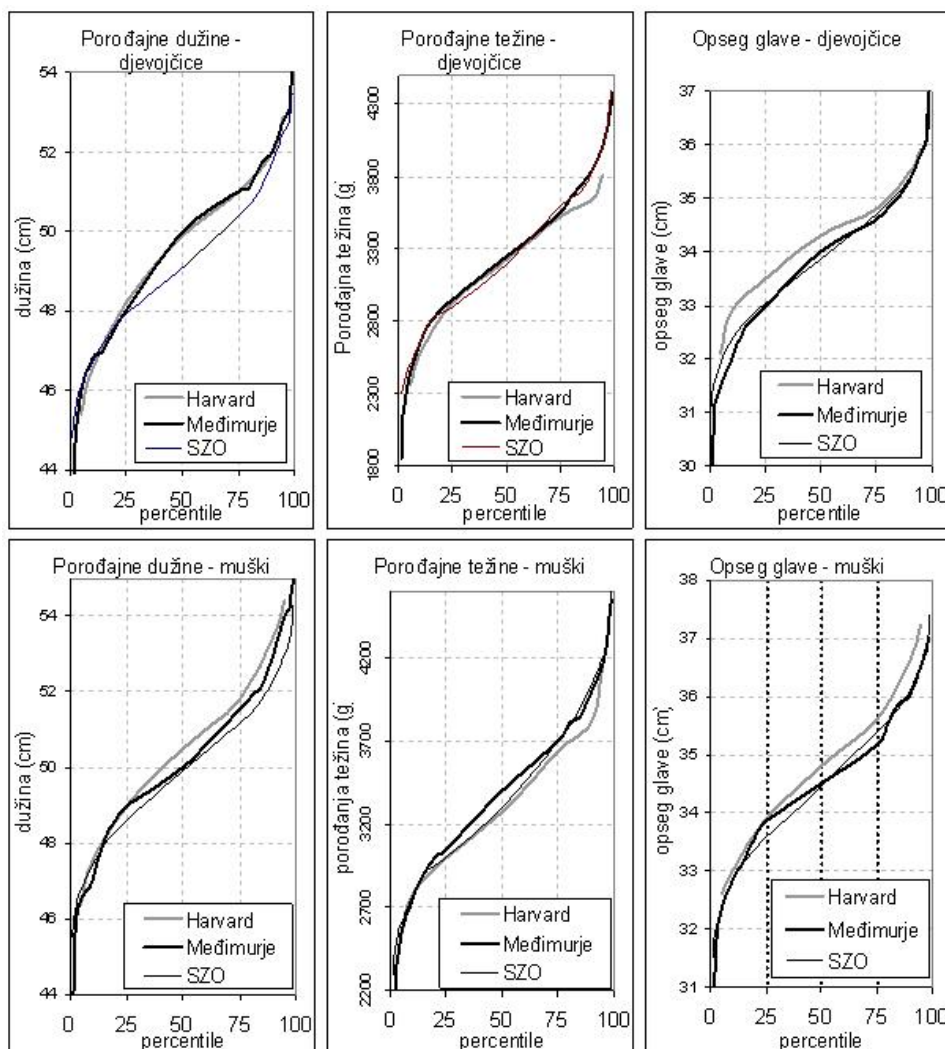 Porođajne dužine -
djevojčice
54
52
50
48
46
44
dužina (cm)
Harvard
Međimurje
SZO
0 25 50 75 100
percentile
Porođajne težine -
djevojčice
4300
3800
3300
2800
2300
1800
Porođajna težina (g)
Harvard
Međimurje
SZO
0 25 50 75 100
percentile
Opseg glave - djevojčice
37
36
35
34
33
32
31
30
opseg glave (cm)
Harvard
Međimurje
SZO
0 25 50 75 100
percentile
Porođajne dužine - muški
54
52
50
48
46
44
dužina (cm)
Harvard
Međimurje
SZO
0 25 50 75 100
percentile
Porođajne težine - muški
4200
3700
3200
2700
2200
porođanja težina (g)
Harvard
Međimurje
SZO
0 25 50 75 100
percentile
Opseg glave - muški
38
37
36
35
34
33
32
31
opseg glave (cm)
Harvard
Međimurje
SZO
0 25 50 75 100
percentile